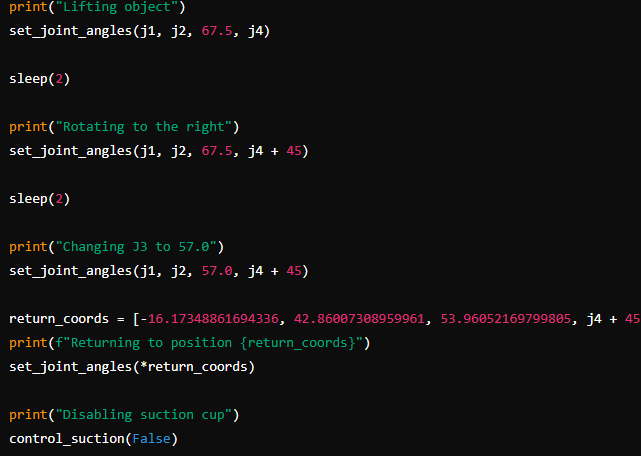 print("Lifting object")
set_joint_angles(j1, j2, 67.5, j4)
sleep(2)
print("Rotating to the right")
set_joint_angles(j1, j2, 67.5, j4 + 45)
sleep(2)
print("Changing J3 to 57.0")
set_joint_angles(j1, j2, 57.0, j4 + 45)
return_coords = [-16.17348861694336, 42.86007308959961, 53.96052169799805, j4 + 45
print(f"Returning to position {return_coords}")
set_joint_angles(*return_coords)
print("Disabling suction cup")
control_suction(False)